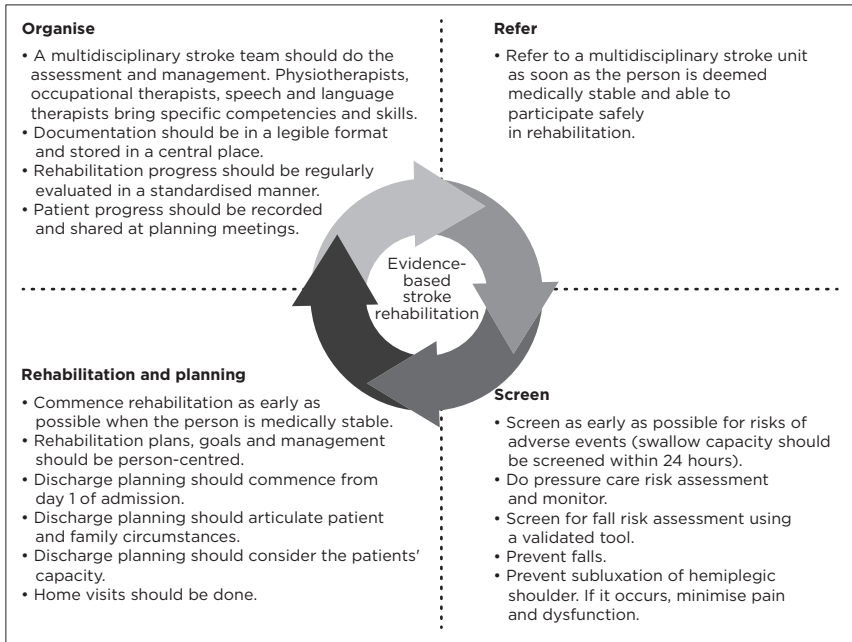 Organise
• A multidisciplinary stroke team should do the
assessment and management. Physiotherapists,
occupational therapists, speech and language
therapists bring specific competencies and skills.
• Documentation should be in a legible format
and stored in a central place.
• Rehabilitation progress should be regularly
evaluated in a standardised manner.
• Patient progress should be recorded
and shared at planning meetings.
Refer
• Refer to a multidisciplinary stroke unit
as soon as the person is deemed
medically stable and able to
participate safely
in rehabilitation.
Evidence-
based
stroke
rehabilitation
Rehabilitation and planning
• Commence rehabilitation as early as
possible when the person is medically stable.
• Rehabilitation plans, goals and management
should be person-centred.
• Discharge planning should commence from
day 1 of admission.
• Discharge planning should articulate patient
and family circumstances.
• Discharge planning should consider the patients'
capacity.
• Home visits should be done.
Screen
• Screen as early as possible for risks of
adverse events (swallow capacity should
be screened within 24 hours).
• Do pressure care risk assessment
and monitor.
• Screen for fall risk assessment using
a validated tool.
• Prevent falls.
• Prevent subluxation of hemiplegic
shoulder. If it occurs, minimise pain
and dysfunction.